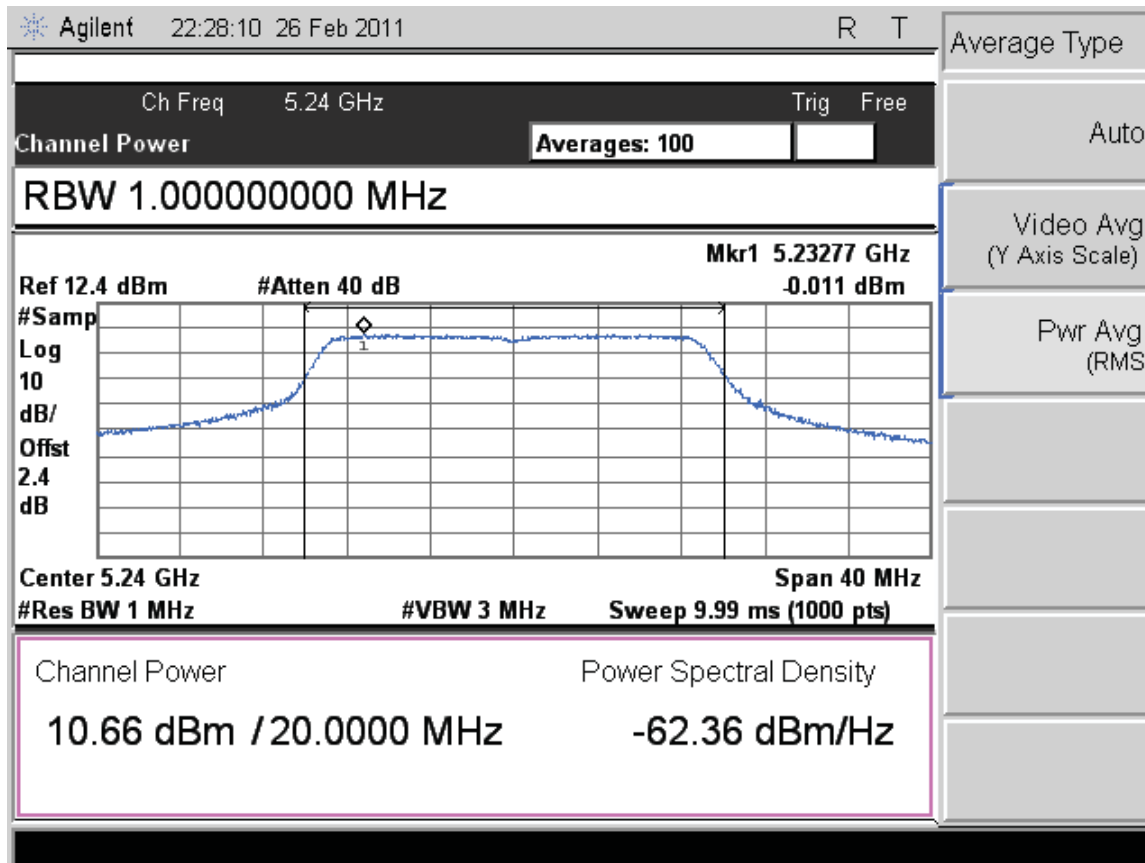 Agilent 22:28:10 26 Feb 2011 R T
Average Type
Ch Freq 5.24 GHz Trig Free
Channel Power Averages: 100
Auto
RBW 1.000000000 MHz
Video Avg
(Y Axis Scale)
Mkr1 5.23277 GHz
Ref 12.4 dBm #Atten 40 dB -0.011 dBm
Pwr Avg
(RMS
#Samp
Log
10
dB/
Offst
2.4
dB
1
Center 5.24 GHz Span 40 MHz
#Res BW 1 MHz #VBW 3 MHz Sweep 9.99 ms (1000 pts)
Channel Power Power Spectral Density
10.66 dBm / 20.0000 MHz -62.36 dBm/Hz